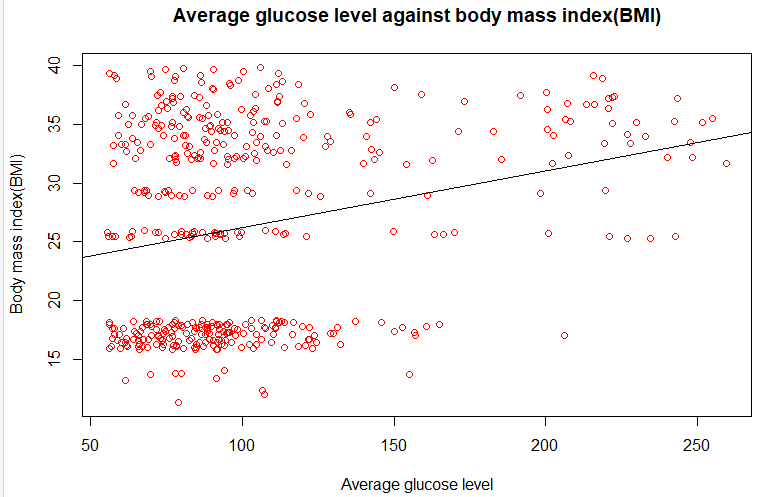 Average glucose level against body mass index(BMI)
Body mass index(BMI)
40
35
30
25
20
15
50 100 150 200 250
Average glucose level